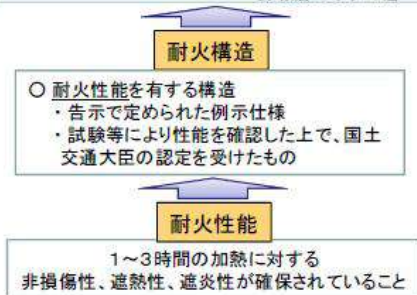 耐火構造
○ 耐火性能を有する構造
・告示で定められた例示仕様
・試験等により性能を確認した上で、国土
交通大臣の認定を受けたもの
耐火性能
1～3時間の加熱に対する
非損傷性、遮熱性、遮炎性が確保されていること